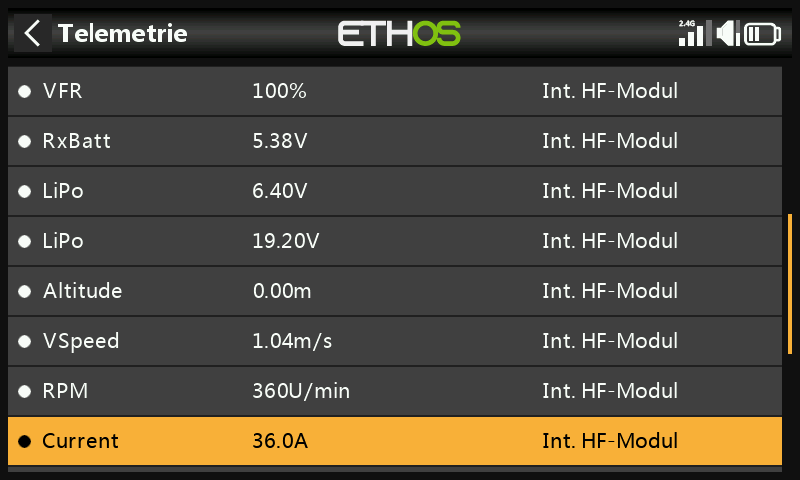 Telemetrie
ETHOS
2.4G
VFR 100% Int. HF-Modul
RxBatt 5.38V Int. HF-Modul
LiPo 6.40V Int. HF-Modul
LiPo 19.20V Int. HF-Modul
Altitude 0.00m Int. HF-Modul
VSpeed 1.04m/s Int. HF-Modul
RPM 360U/min Int. HF-Modul
Current 36.0A Int. HF-Modul